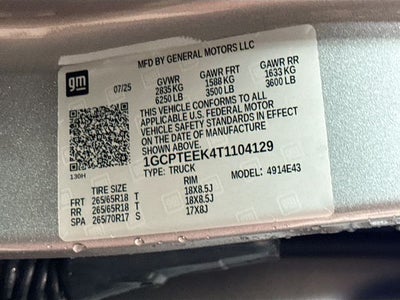 gm
MFD BY GENERAL MOTORS LLC
07/25 GVWR GAWR FRT GAWR RR
2835 KG 1588 KG 1633 KG
6250 LB 3500 LB 3600 LB
THIS VEHICLE CONFORMS TO ALL
APPLICABLE U.S. FEDERAL MOTOR
VEHICLE SAFETY STANDARDS IN EFFECT
ON THE DATE OF MANUFACTURE
SHOWN ABOVE.
1GCPTEEK4T1104129
130H TYPE: TRUCK MODEL: 4914E43
TIRE SIZE RIM
FRT 265/65R18 T 18X8.5J
RR 265/65R18 T 18X8.5J
SPA 265/70R17 S 17X8J